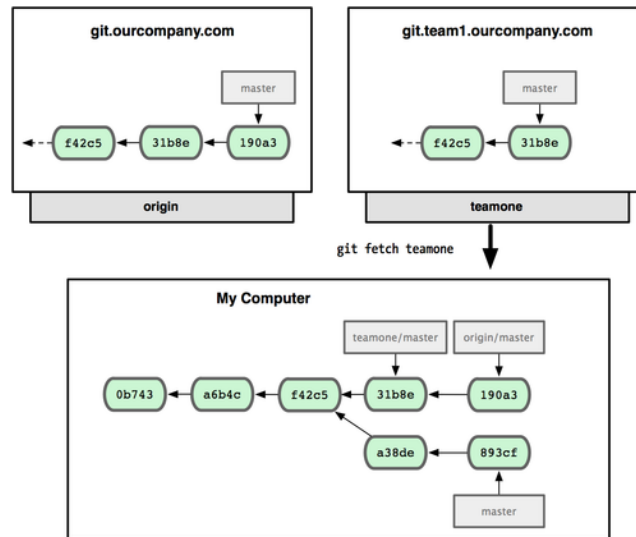 git.ourcompany.com
master
f42c5
31b8e
190a3
origin
git.team1.ourcompany.com
master
f42c5
31b8e
teamone
git fetch teamone
My Computer
teamone/master
origin/master
0b743
a6b4c
f42c5
31b8e
190a3
a38de
893cf
master